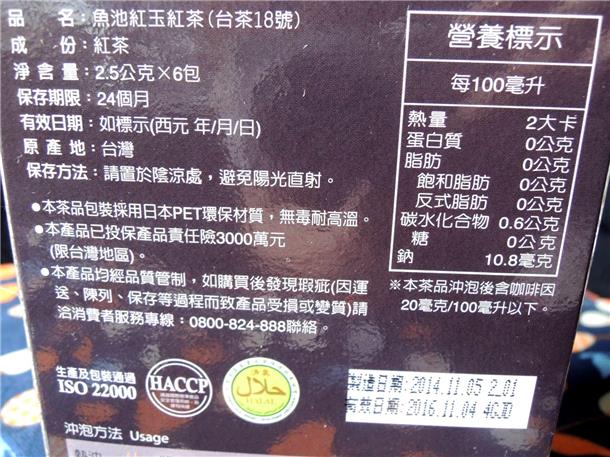 品　名：魚池紅玉紅茶(台茶18號)
成　份：紅茶
淨 含 量：2.5公克×6包
保存期限：24個月
有效日期：如標示(西元 年/月/日)
原 產 地：台灣
保存方法：請置於陰涼處，避免陽光直射。
●本茶品包裝採用日本PET環保材質，無毒耐高溫。
●本產品已投保產品責任險3000萬元
(限台灣地區)。
●本產品均經品質管制，如購買後發現瑕疵(因運
送、陳列、保存等過程而致產品受損或變質)請
洽消費者服務專線：0800-824-888聯絡。
營養標示
每100毫升
熱量 2大卡
蛋白質 0公克
脂肪 0公克
飽和脂肪 0公克
反式脂肪 0公克
碳水化合物 0.6公克
糖 0公克
鈉 10.8毫克
※本茶品沖泡後含咖啡因
20毫克/100毫升以下。
生產及包裝通過
ISO 22000
HACCP
حلال
HALAL
製造日期:2014.11.05 2.01
有效日期:2016.11.04 4GJD
沖泡方法 Usage